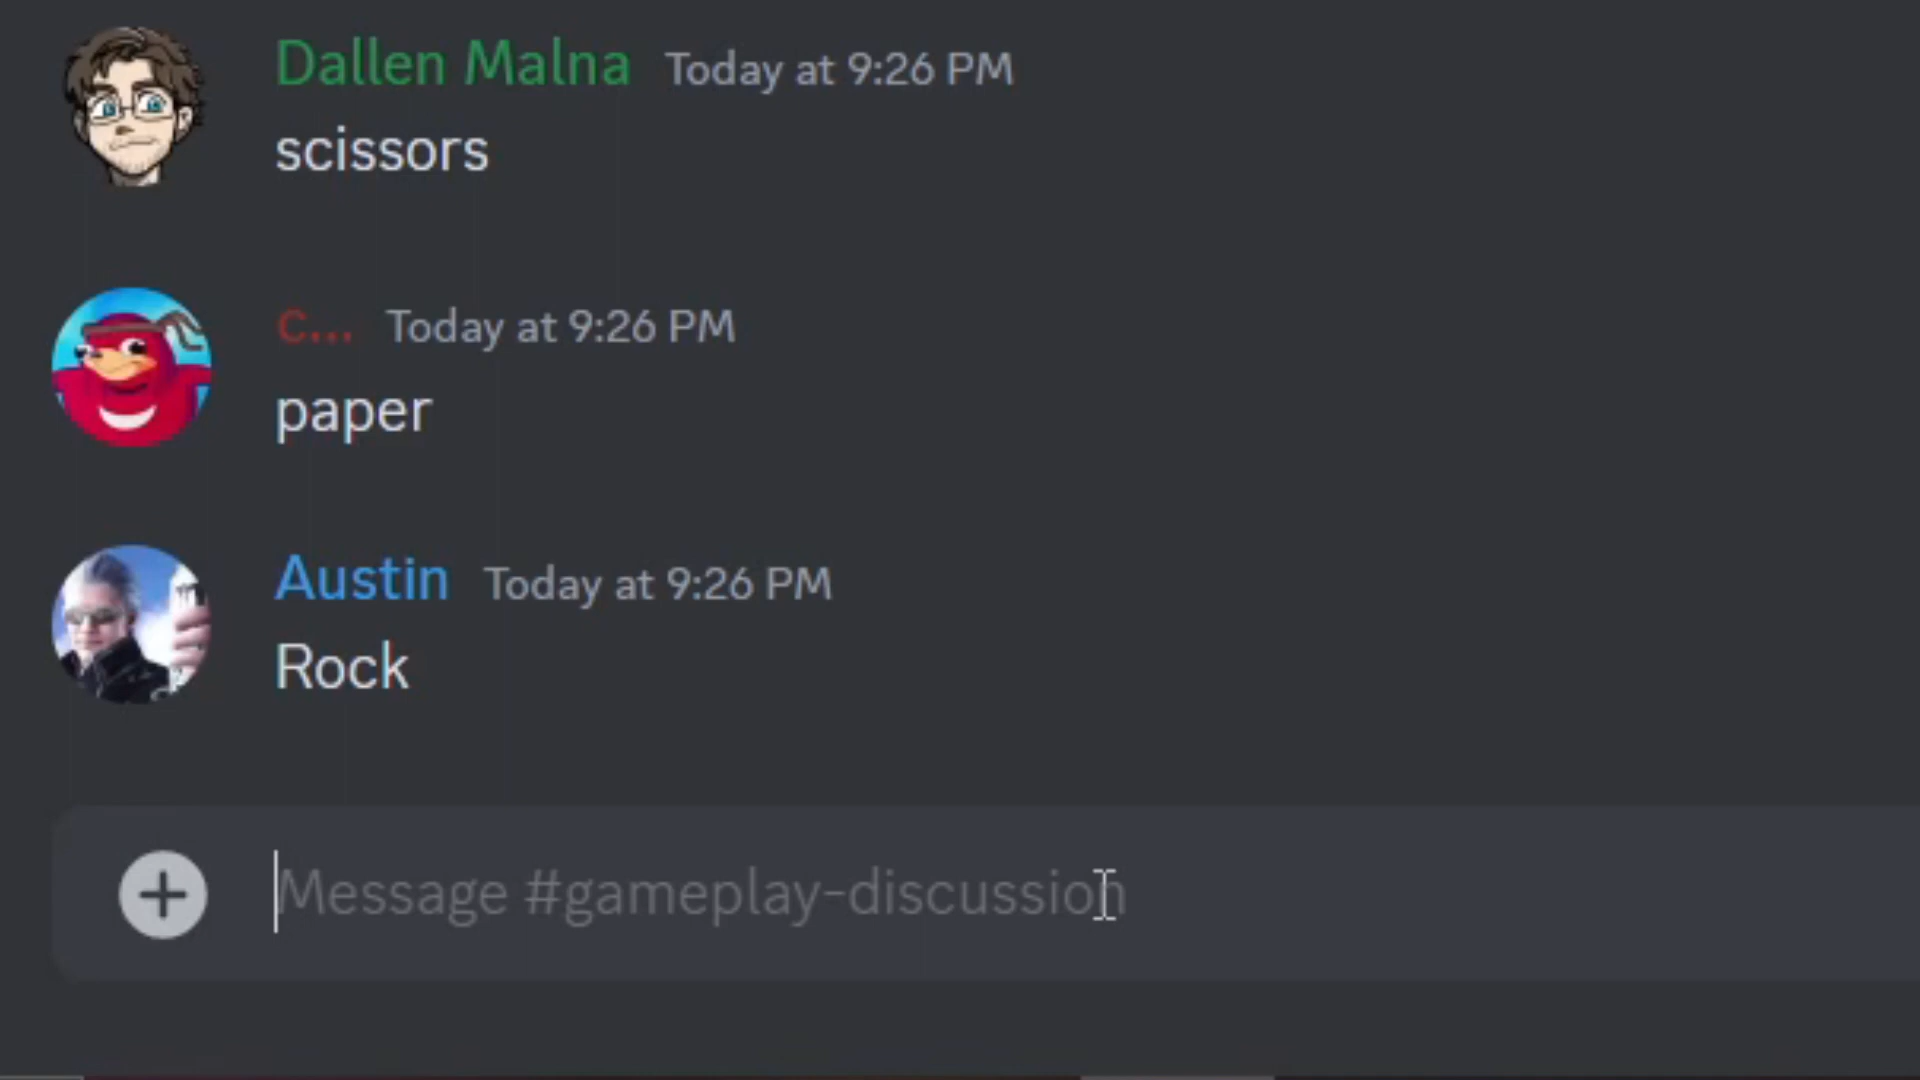 Dallen Malna Today at 9:26 PM
scissors
C... Today at 9:26 PM
paper
Austin Today at 9:26 PM
Rock
Message #gameplay-discussion